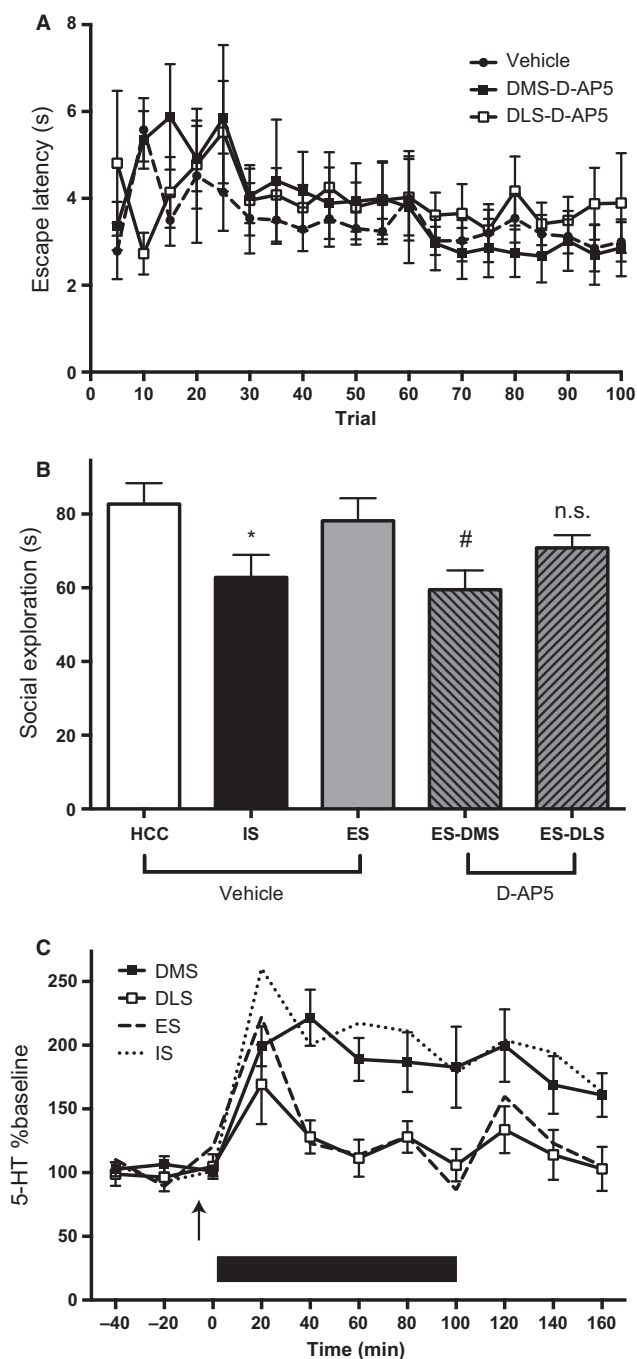 A
Escape latency (s)
8
6
4
2
0
Vehicle
DMS-D-AP5
DLS-D-AP5
0 10 20 30 40 50 60 70 80 90 100
Trial
B
Social exploration (s)
80
60
40
20
0
*
#
n.s.
HCC IS ES ES-DMS ES-DLS
Vehicle D-AP5
C
5-HT %baseline
250
200
150
100
50
0
DMS
DLS
ES
IS
–40 –20 0 20 40 60 80 100 120 140 160
Time (min)